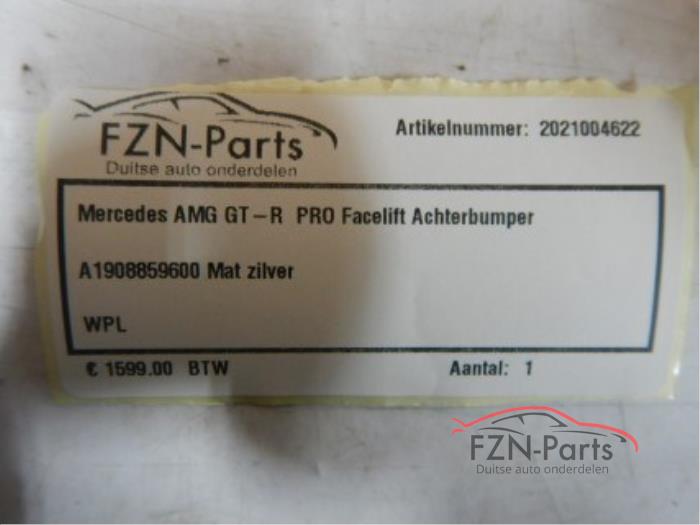 FZN-Parts
Duitse auto onderdelen
Artikelnummer: 2021004622
Mercedes AMG GT-R PRO Facelift Achterbumper
A1908859600 Mat zilver
WPL
€ 1599.00 BTW
Aantal: 1
FZN-Parts
Duitse auto onderdelen